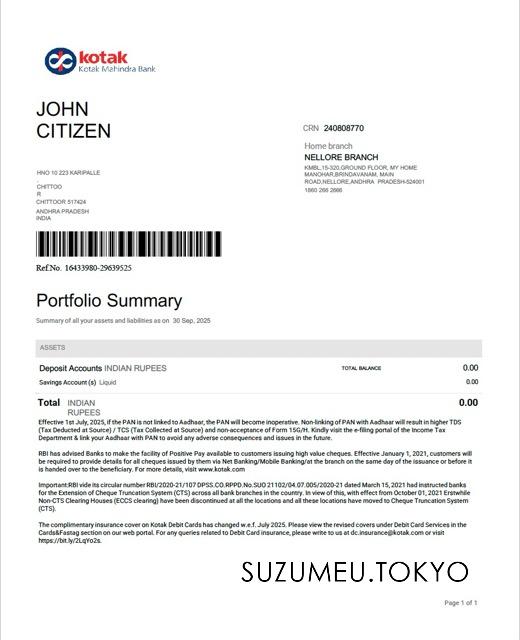 kotak
Kotak Mahindra Bank
JOHN
CITIZEN
CRN 240808770
Home branch
NELLORE BRANCH
KMBL,15-320,GROUND FLOOR, MY HOME
MANOHAR,BRINDAVANAM, MAIN
ROAD,NELLORE,ANDHRA PRADESH-524001
1860 266 2666
HNO 10 223 KARIPALLE
.
CHITTOO
R
CHITTOOR 517424
ANDHRA PRADESH
INDIA
Ref.No. 16433980-29639525
Portfolio Summary
Summary of all your assets and liabilities as on 30 Sep, 2025
ASSETS
Deposit Accounts INDIAN RUPEES TOTAL BALANCE 0.00
Savings Account (s) Liquid 0.00
Total INDIAN RUPEES 0.00
Effective 1st July, 2025, if the PAN is not linked to Aadhaar, the PAN will become inoperative. Non-linking of PAN with Aadhaar will result in higher TDS
(Tax Deducted at Source) / TCS (Tax Collected at Source) and non-acceptance of Form 15G/H. Kindly visit the e-filing portal of the Income Tax
Department & link your Aadhaar with PAN to avoid any adverse consequences and issues in the future.
RBI has advised Banks to make the facility of Positive Pay available to customers issuing high value cheques. Effective January 1, 2021, customers
will be required to provide details for all cheques issued by them via Net Banking/Mobile Banking/at the branch on the same day of the issuance or before it
is handed over to the beneficiary. For more details, visit www.kotak.com
Important:RBI vide its circular number RBI/2020-21/107 DPSS.CO.RPPD.No.SUO 21102/04.07.005/2020-21 dated March 15, 2021 had instructed banks
for the Extension of Cheque Truncation System (CTS) across all bank branches in the country. In view of this, with effect from October 01, 2021 Erstwhile
Non-CTS Clearing Houses (ECCS clearing) have been discontinued at all the locations and all these locations have moved to Cheque Truncation System
(CTS).
The complimentary insurance cover on Kotak Debit Cards has changed w.e.f. July 2025. Please view the revised covers under Debit Card Services in the
Cards&Fastag section on our web portal. For any queries related to Debit Card insurance, please write to us at dc.insurance@kotak.com or visit
https://bit.ly/2LqYo2s.
SUZUMEU.TOKYO
Page 1 of 1